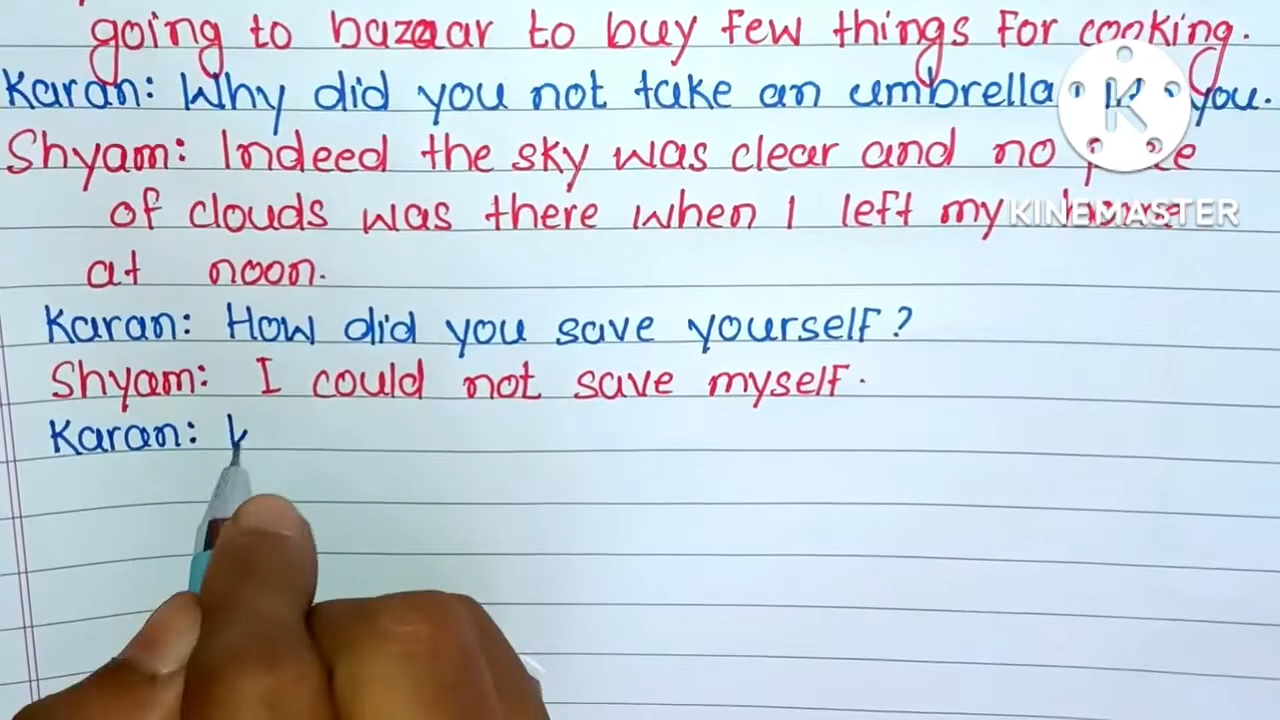 going to bazaar to buy few things for cooking.
Karan: Why did you not take an umbrella you.
Shyam: Indeed the sky was clear and no
of clouds was there when I left my
KINEMASTER
at noon.
Karan: How did you save yourself?
Shyam: I could not save myself.
Karan: